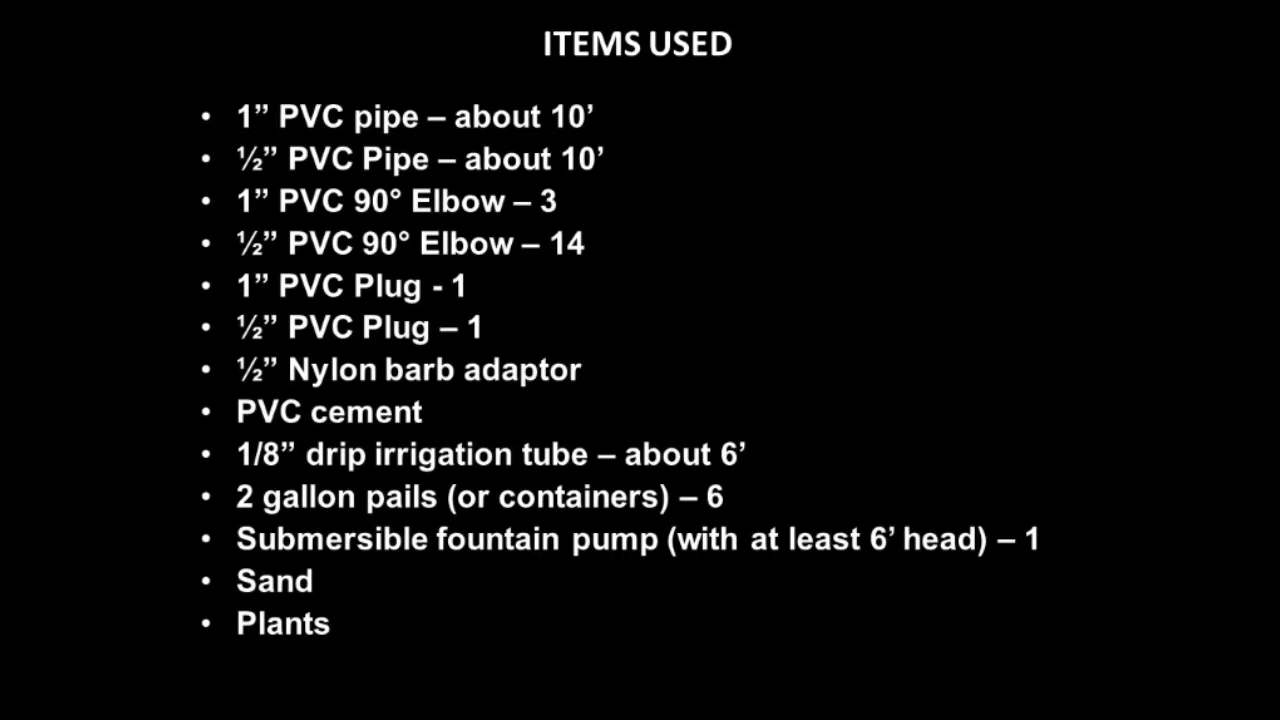 ITEMS USED
• 1” PVC pipe – about 10’
• ½” PVC Pipe – about 10’
• 1” PVC 90° Elbow – 3
• ½” PVC 90° Elbow – 14
• 1” PVC Plug - 1
• ½” PVC Plug – 1
• ½” Nylon barb adaptor
• PVC cement
• 1/8” drip irrigation tube – about 6’
• 2 gallon pails (or containers) – 6
• Submersible fountain pump (with at least 6’ head) – 1
• Sand
• Plants